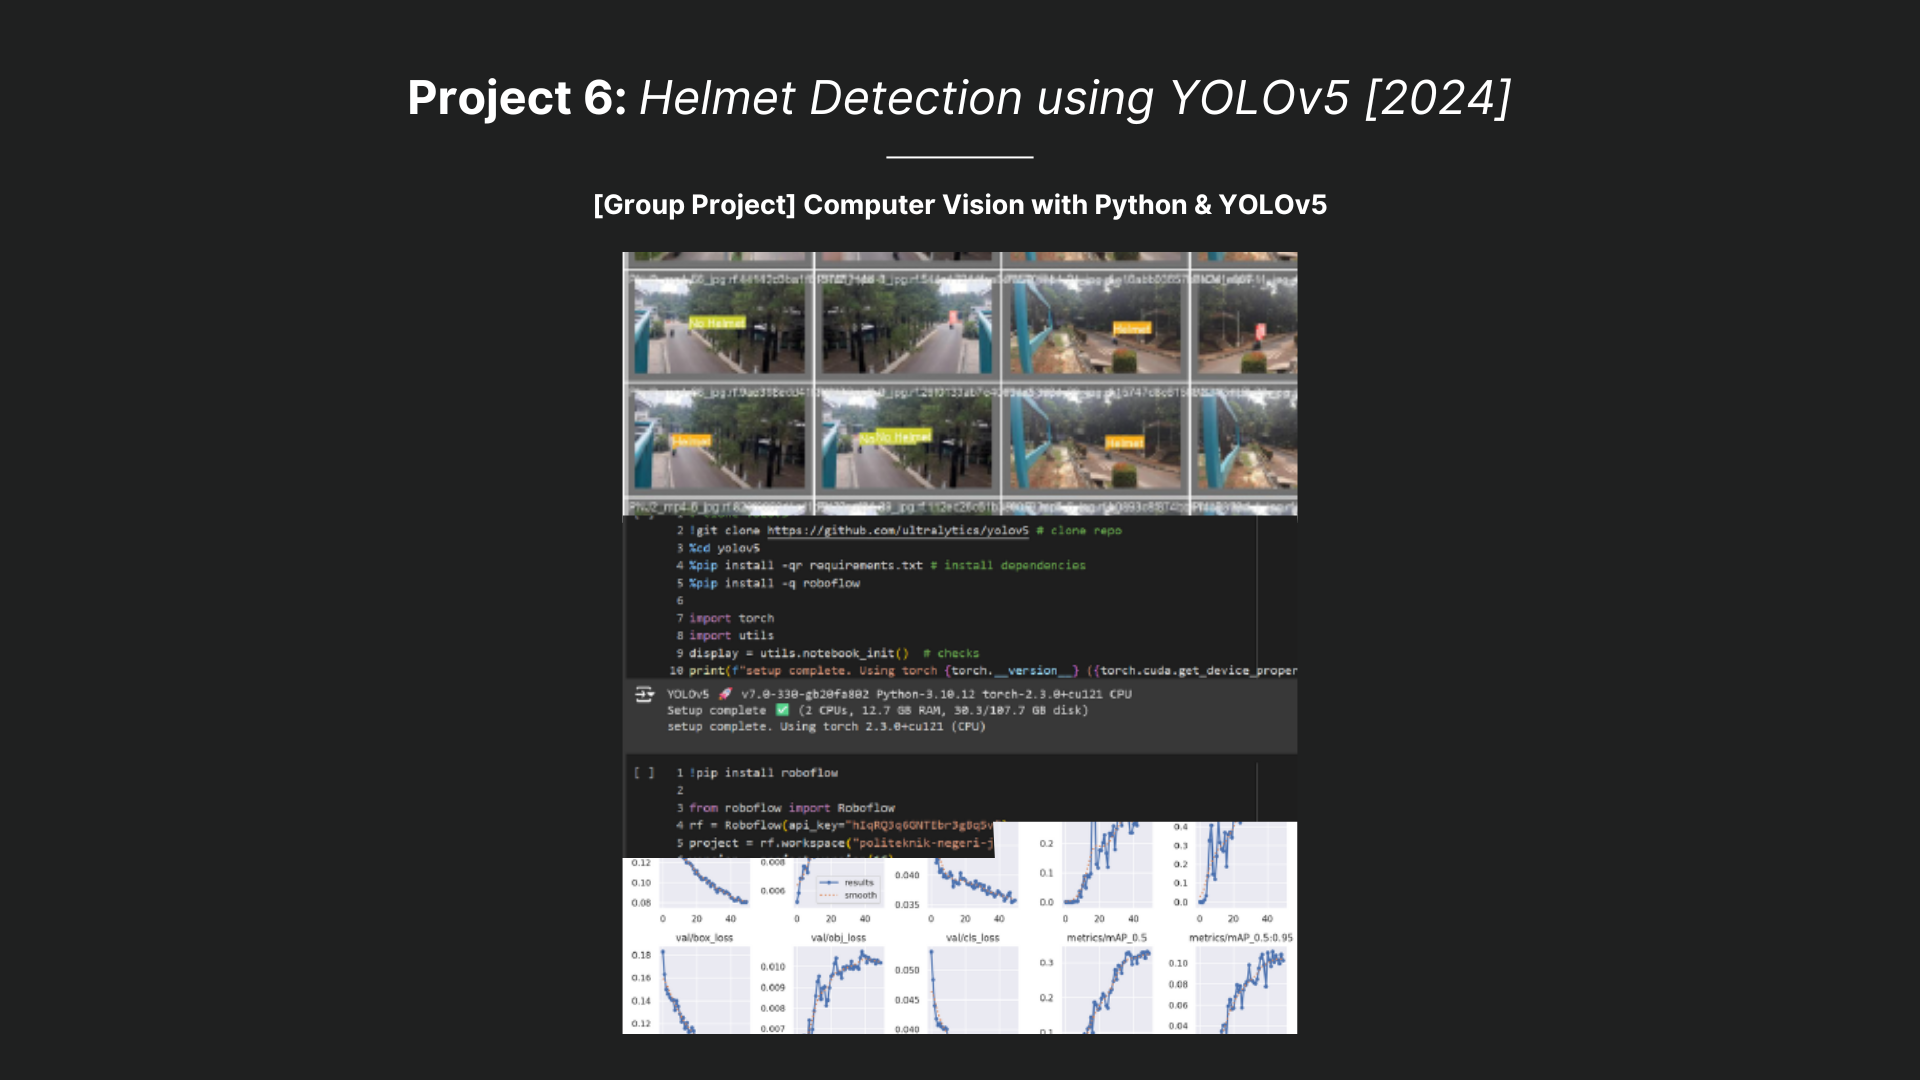 Project 6: Helmet Detection using YOLOv5 [2024]
[Group Project] Computer Vision with Python & YOLOv5
No Helmet
Helmet
Helmet
No Helmet
Helmet
2 !git clone https://github.com/ultralytics/yolov5 # clone repo
3 %cd yolov5
4 %pip install -qr requirements.txt # install dependencies
5 %pip install -q roboflow
6
7 import torch
8 import utils
9 display = utils.notebook_init() # checks
10 print(f"setup complete. Using torch {torch.__version__} ({torch.cuda.get_device_proper
YOLOv5 🚀 v7.0-330-gb20fa802 Python-3.10.12 torch-2.3.0+cu121 CPU
Setup complete ✅ (2 CPUs, 12.7 GB RAM, 30.3/107.7 GB disk)
setup complete. Using torch 2.3.0+cu121 (CPU)
[ ] 1 !pip install roboflow
2
3 from roboflow import Roboflow
4 rf = Roboflow(api_key="
5 project = rf.workspace("politeknik-negeri-j
0.12 0.10 0.08
0.008 0.006
results
smooth
0.040 0.035
0.2 0.1 0.0
0.4 0.3 0.2 0.1 0.0
0 20 40 0 20 40 0 20 40 0 20 40 0 20 40
val/box_loss val/obj_loss val/cls_loss metrics/mAP_0.5 metrics/mAP_0.5:0.95
0.18 0.16 0.14 0.12
0.010 0.009 0.008 0.007
0.050 0.045 0.040
0.3 0.2 0.1
0.10 0.08 0.06 0.04